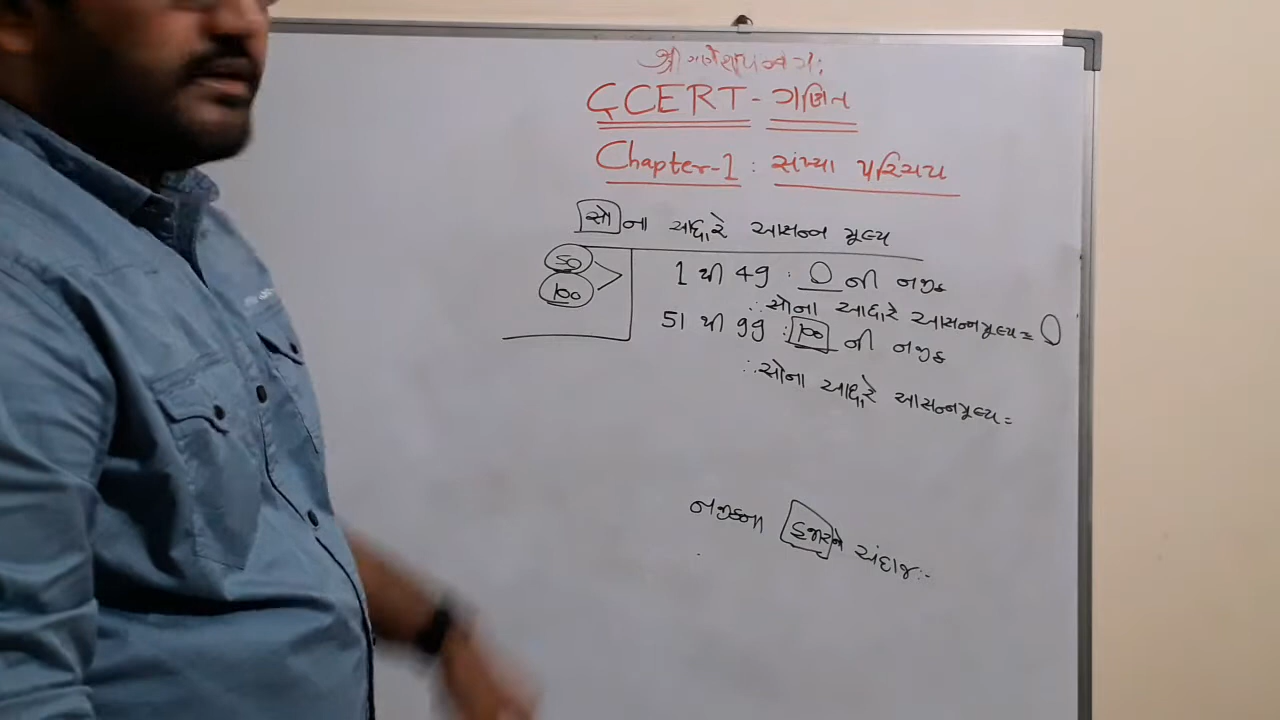 શ્રી ગણેશાય નમઃ
GCERT - ગણિત
Chapter-1 : સંખ્યા પરિચય
સો ના આધારે આસન્ન મૂલ્ય
50
100
1 થી 49 : 0 ની નજીક
∴ સોના આધારે આસન્નમૂલ્ય = 0
51 થી 99 : 100 ની નજીક
∴ સોના આધારે આસન્નમૂલ્ય =
નજીકના હજારનો અંદાજ :-